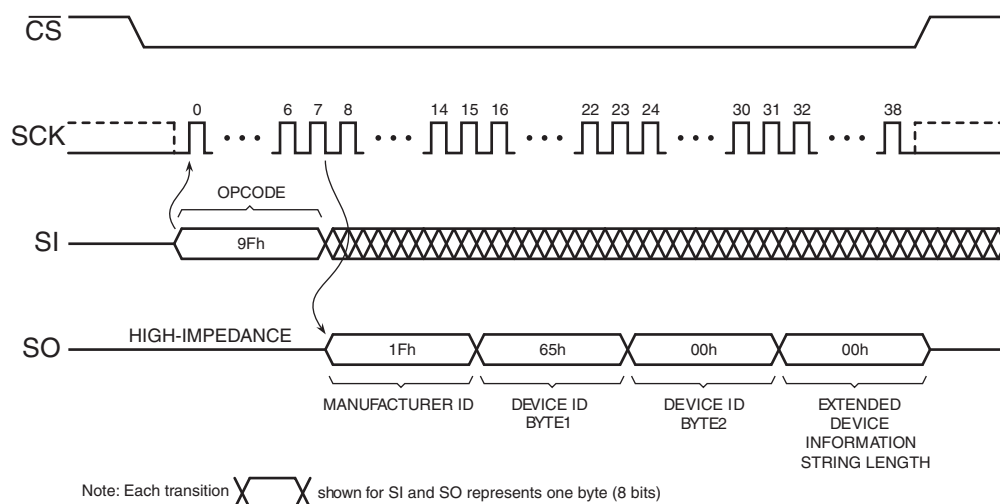 CS
SCK
0 6 7 8 14 15 16 22 23 24 30 31 32 38
OPCODE
SI
9Fh
HIGH-IMPEDANCE
SO
1Fh 65h 00h 00h
MANUFACTURER ID
DEVICE ID
BYTE1
DEVICE ID
BYTE2
EXTENDED
DEVICE
INFORMATION
STRING LENGTH
Note: Each transition shown for SI and SO represents one byte (8 bits)